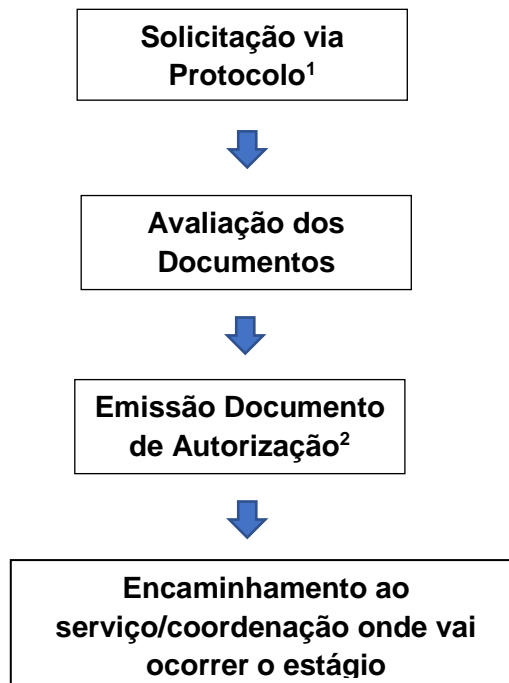 Solicitação via
Protocolo¹
Avaliação dos
Documentos
Emissão Documento
de Autorização²
Encaminhamento ao
serviço/coordenação onde vai
ocorrer o estágio